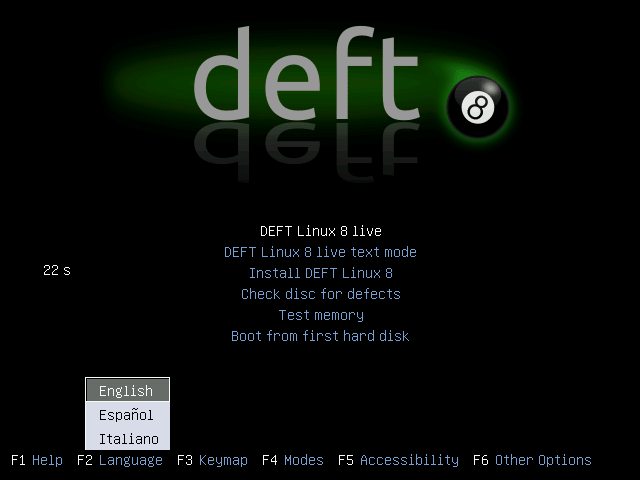 deft 8
DEFT Linux 8 live
DEFT Linux 8 live text mode
22 s
Install DEFT Linux 8
Check disc for defects
Test memory
Boot from first hard disk
English
Español
Italiano
F1 Help F2 Language F3 Keymap F4 Modes F5 Accessibility F6 Other Options